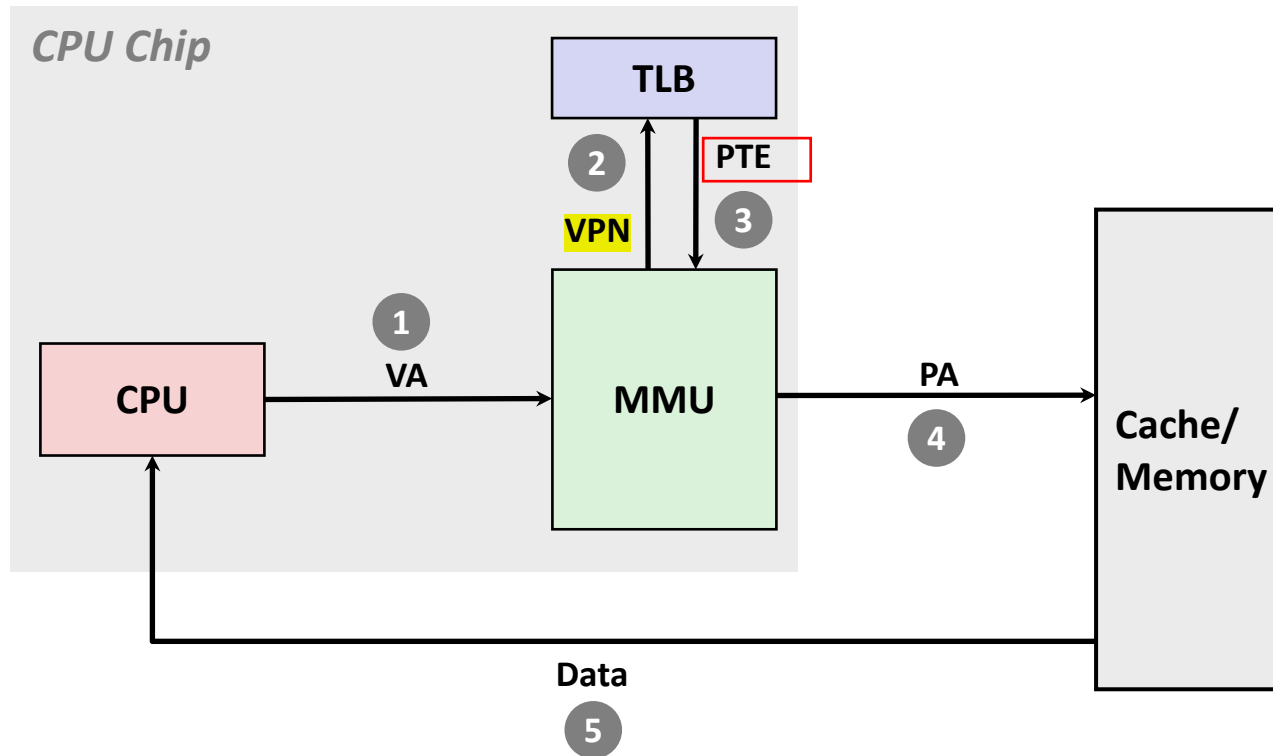 CPU Chip
TLB
2
PTE
3
VPN
1
VA
CPU
MMU
PA
4
Cache/
Memory
Data
5